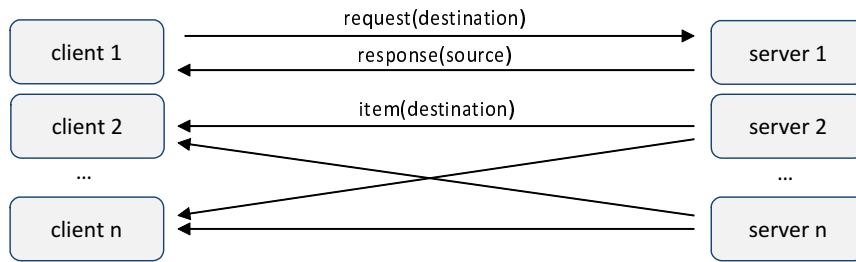 request(destination)
client 1
response(source)
server 1
client 2
item(destination)
server 2
...
...
client n
server n